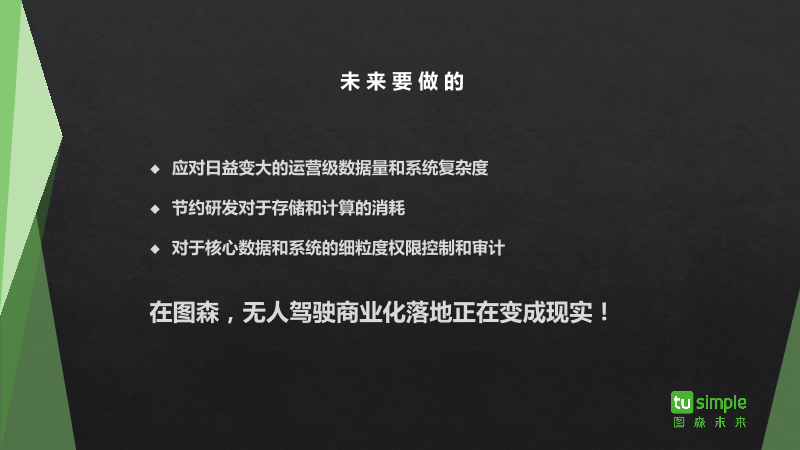 未来要做的
应对日益变大的运营级数据量和系统复杂度
节约研发对于存储和计算的消耗
对于核心数据和系统的细粒度权限控制和审计
在图森，无人驾驶商业化落地正在变成现实！
tu simple
图森未来